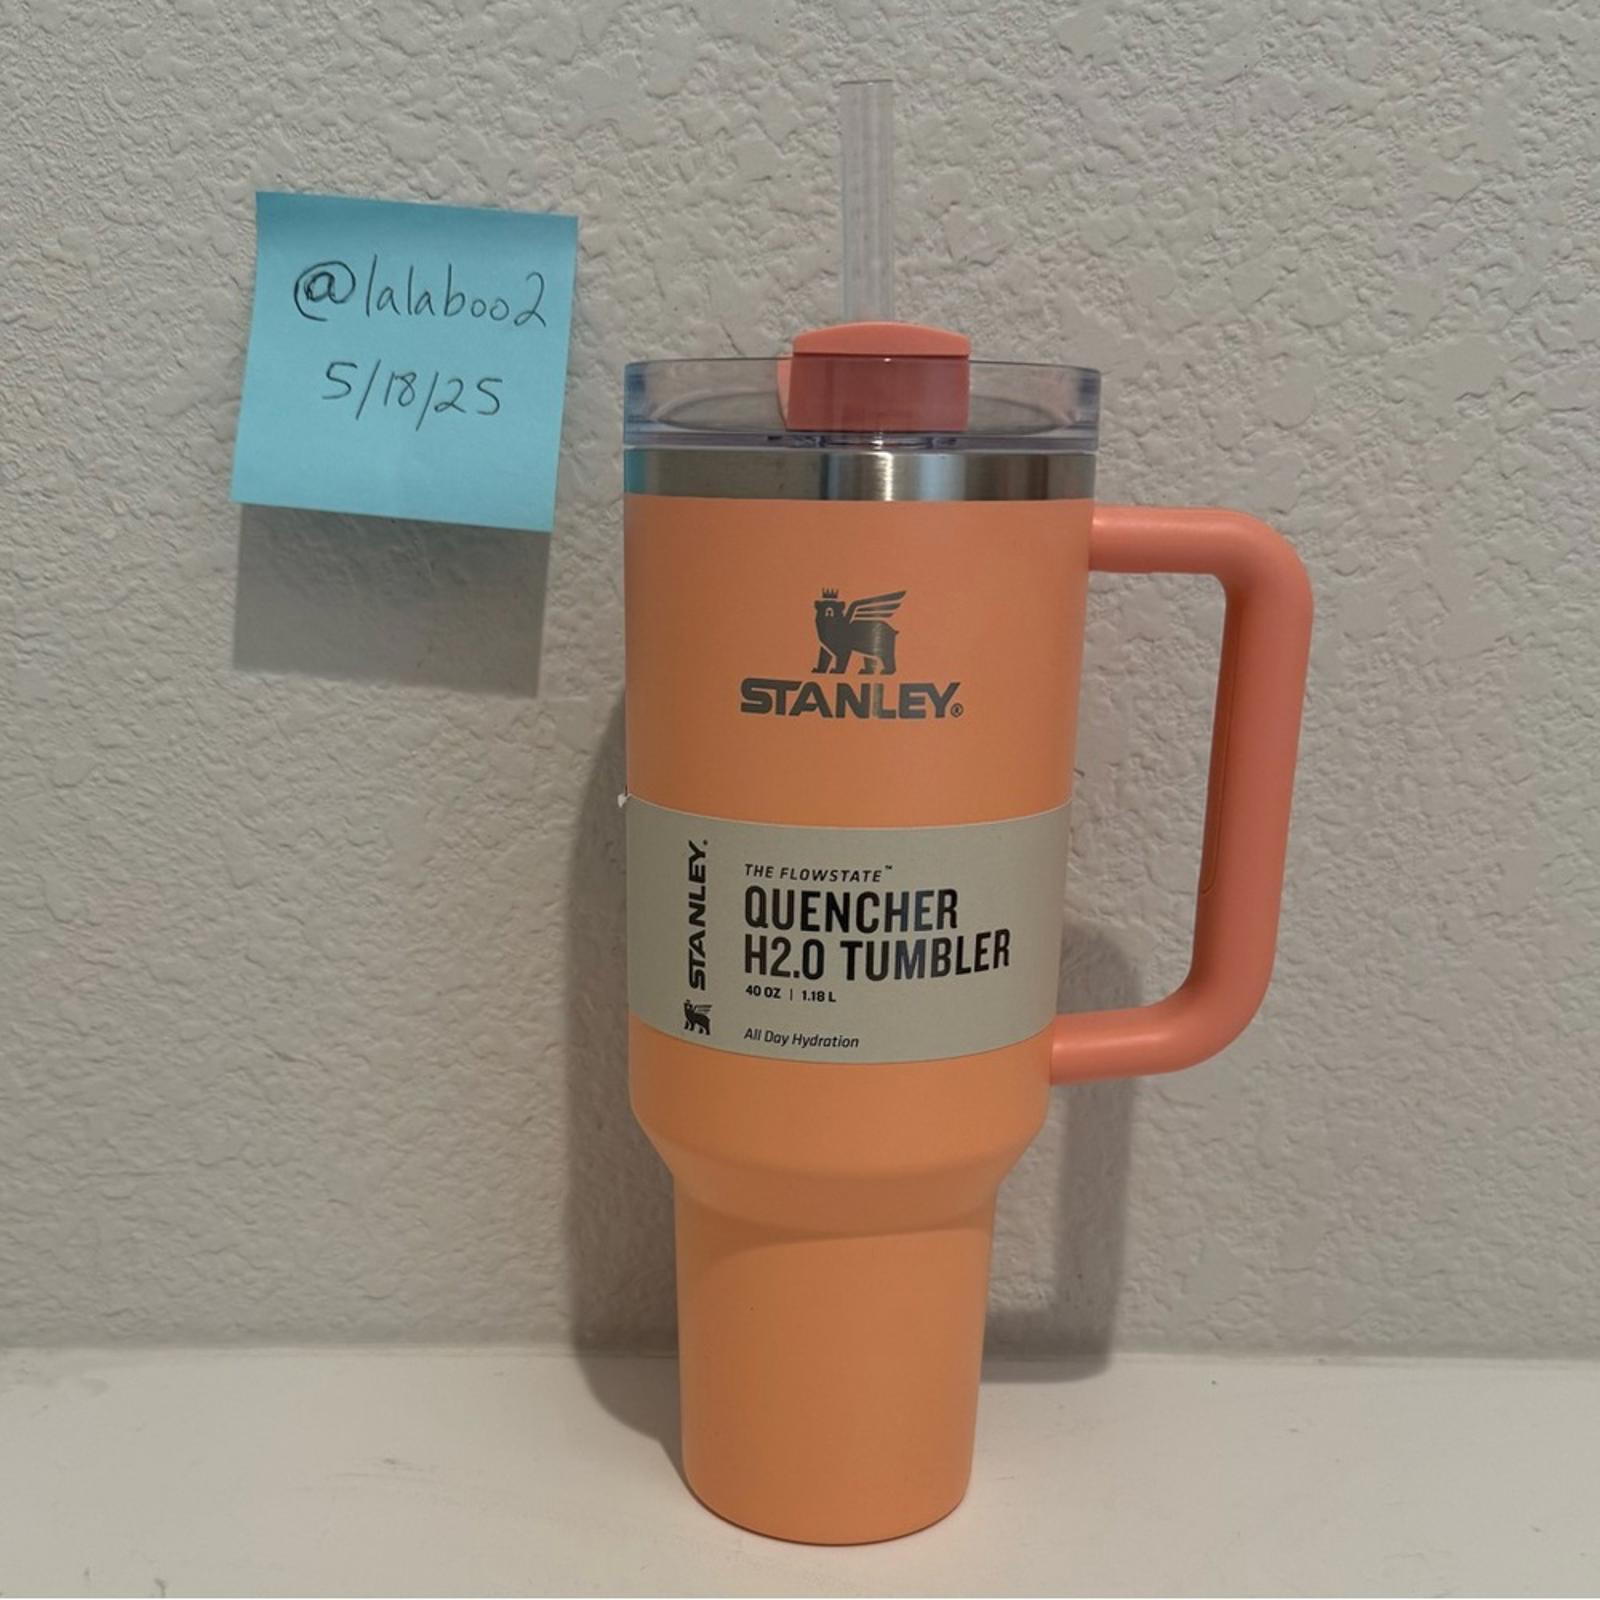 @lalaboo2
5/18/25
STANLEY®
STANLEY®
THE FLOWSTATE™
QUENCHER
H2.0 TUMBLER
40 OZ | 1.18 L
All Day Hydration